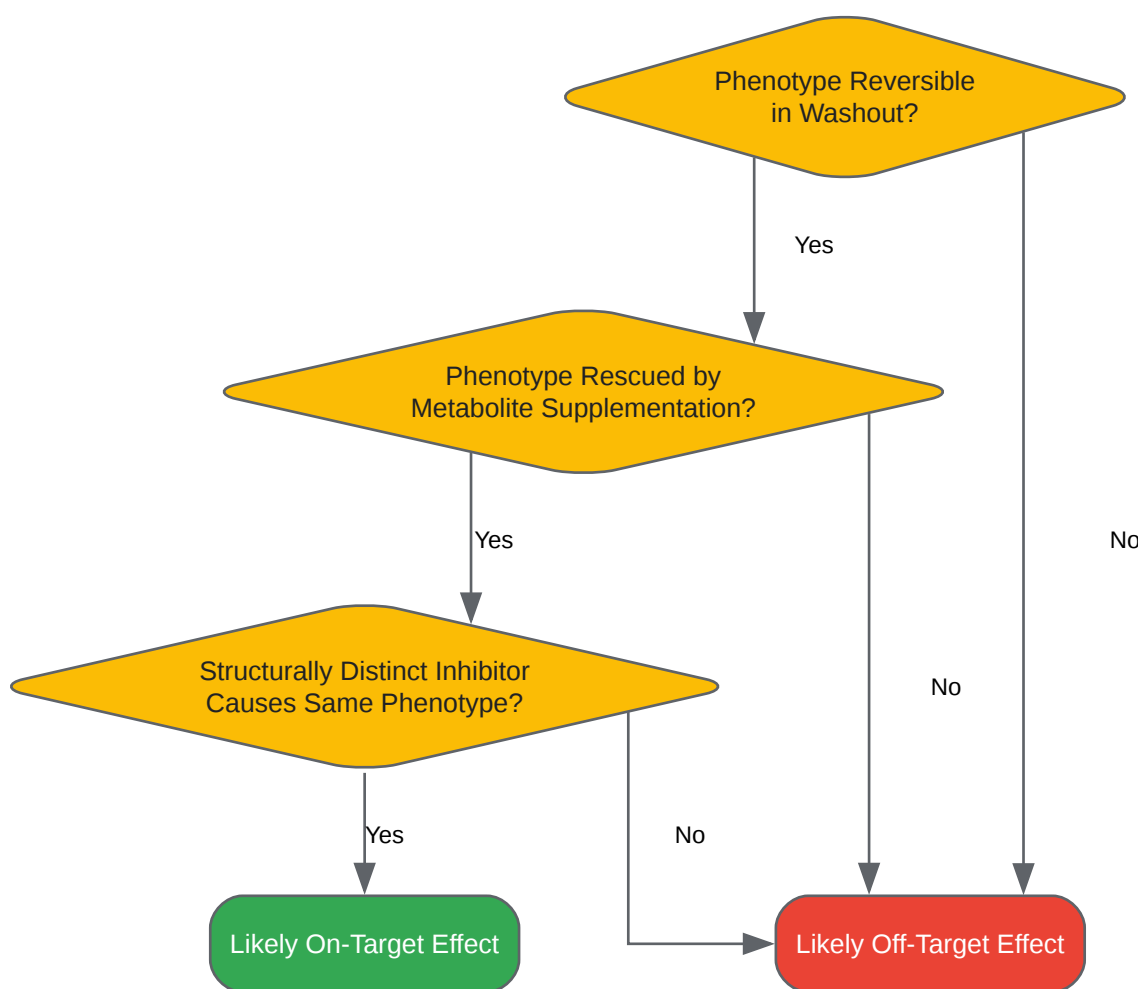 Phenotype Reversible
in Washout?
Yes
Phenotype Rescued by
Metabolite Supplementation?
Yes
No
Structurally Distinct Inhibitor
Causes Same Phenotype?
No
Yes
No
Likely On-Target Effect
Likely Off-Target Effect